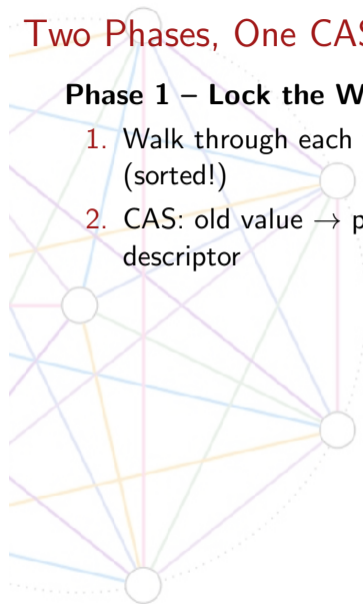 Two Phases, One CAS
Phase 1 – Lock the W
1. Walk through each
(sorted!)
2. CAS: old value → p
descriptor